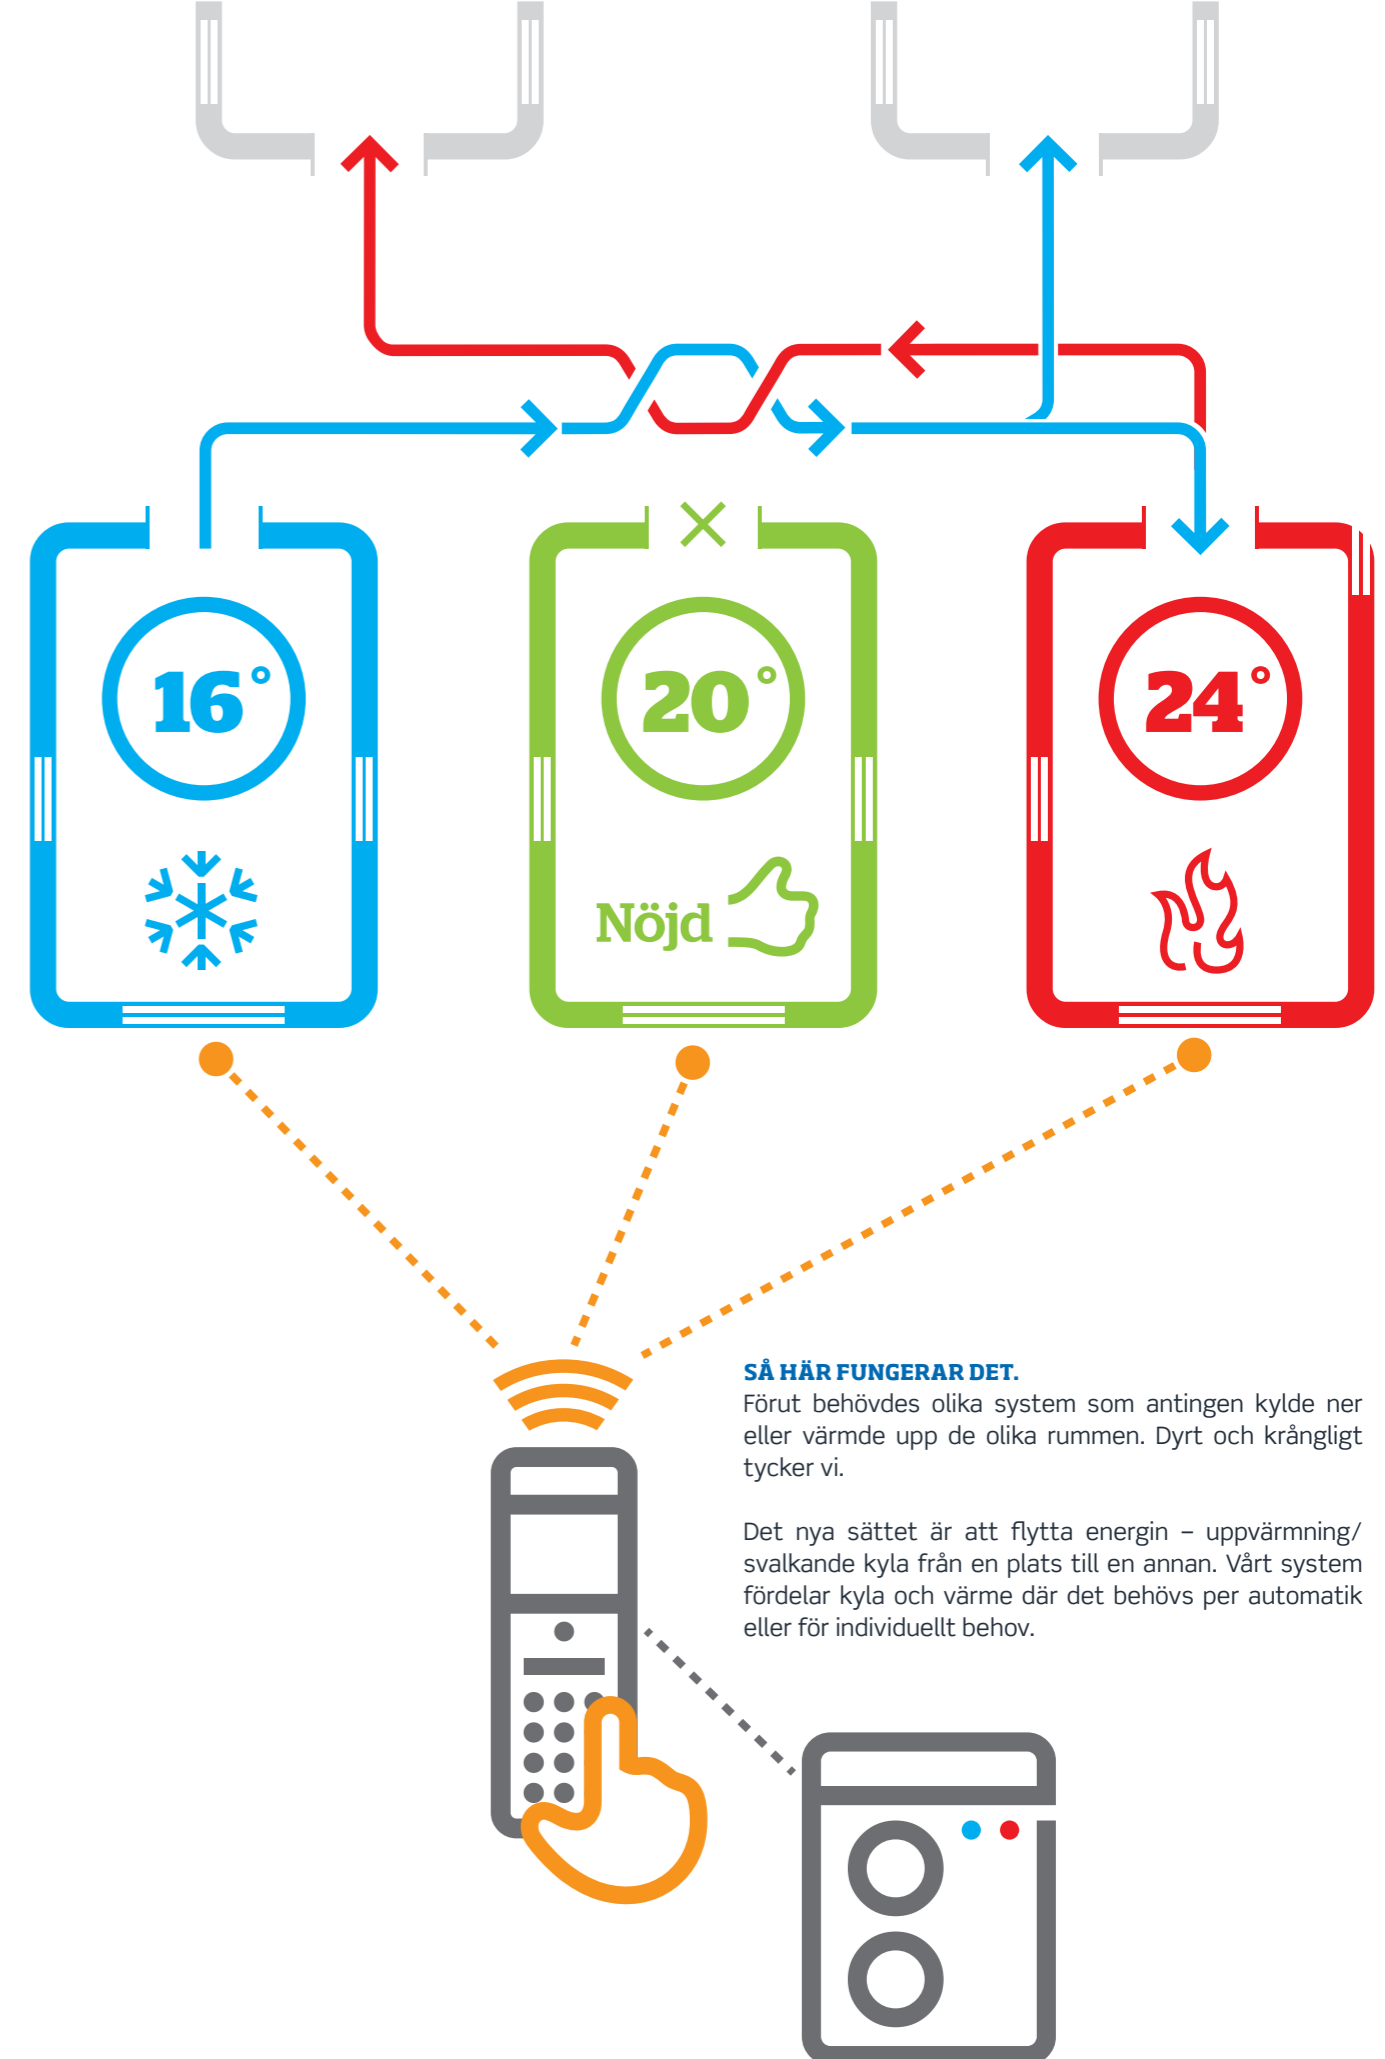 16°
20°
24°
Nöjd
SÅ HÄR FUNGERAR DET.
Förut behövdes olika system som antingen kylde ner
eller värmde upp de olika rummen. Dyrt och krångligt
tycker vi.
Det nya sättet är att flytta energin – uppvärmning/
svalkande kyla från en plats till en annan. Vårt system
fördelar kyla och värme där det behövs per automatik
eller för individuellt behov.